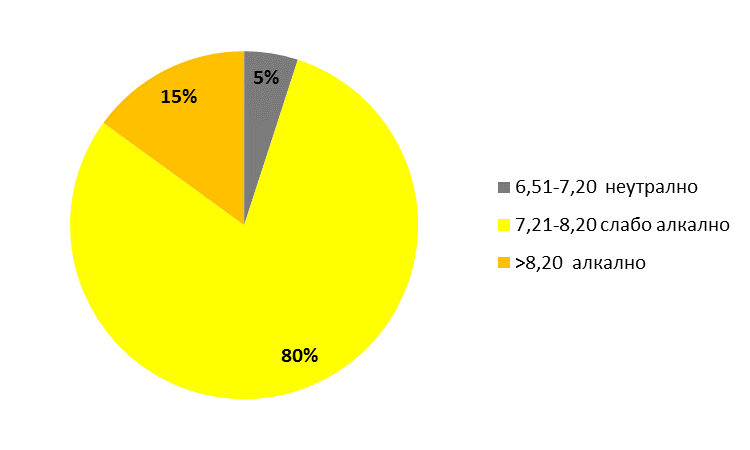 5%
15%
80%
6,51-7,20 неутрално
7,21-8,20 слабо алкално
>8,20 алкално